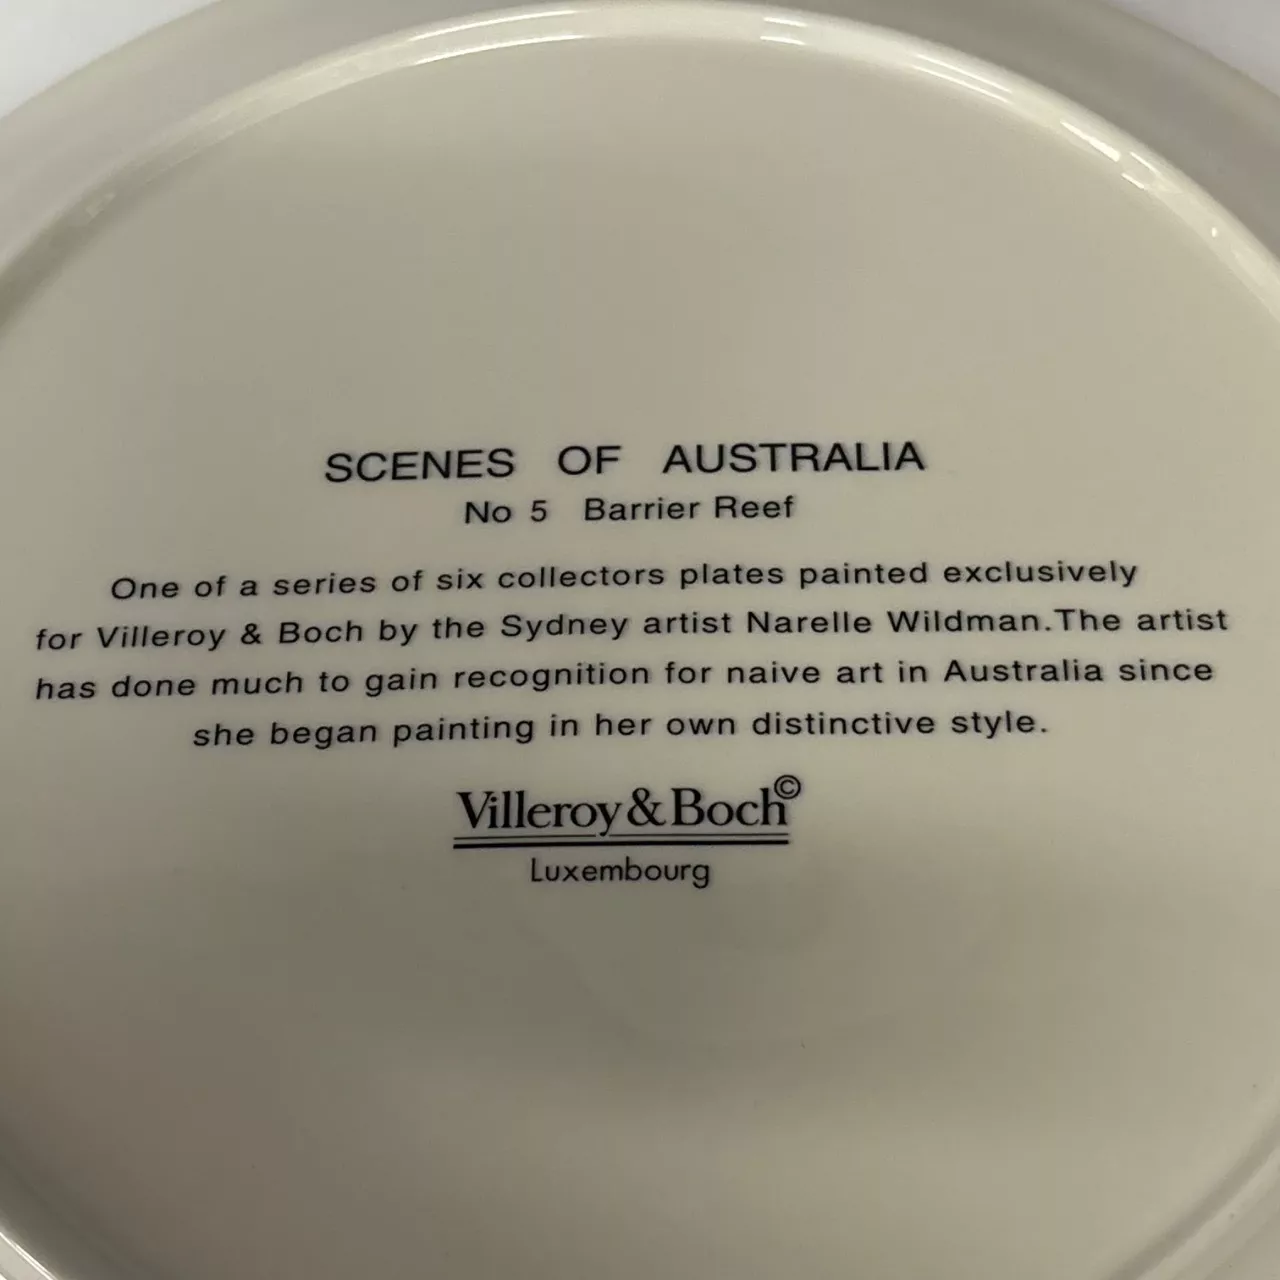 SCENES OF AUSTRALIA
No 5 Barrier Reef
One of a series of six collectors plates painted exclusively
for Villeroy & Boch by the Sydney artist Narelle Wildman.The artist
has done much to gain recognition for naive art in Australia since
she began painting in her own distinctive style.
Villeroy & Boch©
Luxembourg